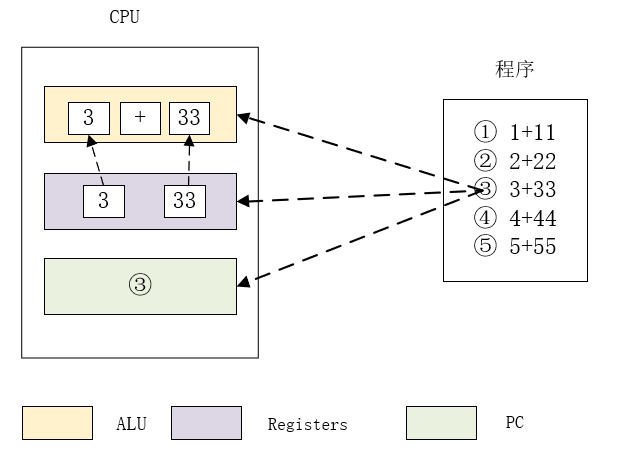 CPU
程序
3 + 33
3 33
③
① 1+11
② 2+22
③ 3+33
④ 4+44
⑤ 5+55
ALU Registers PC